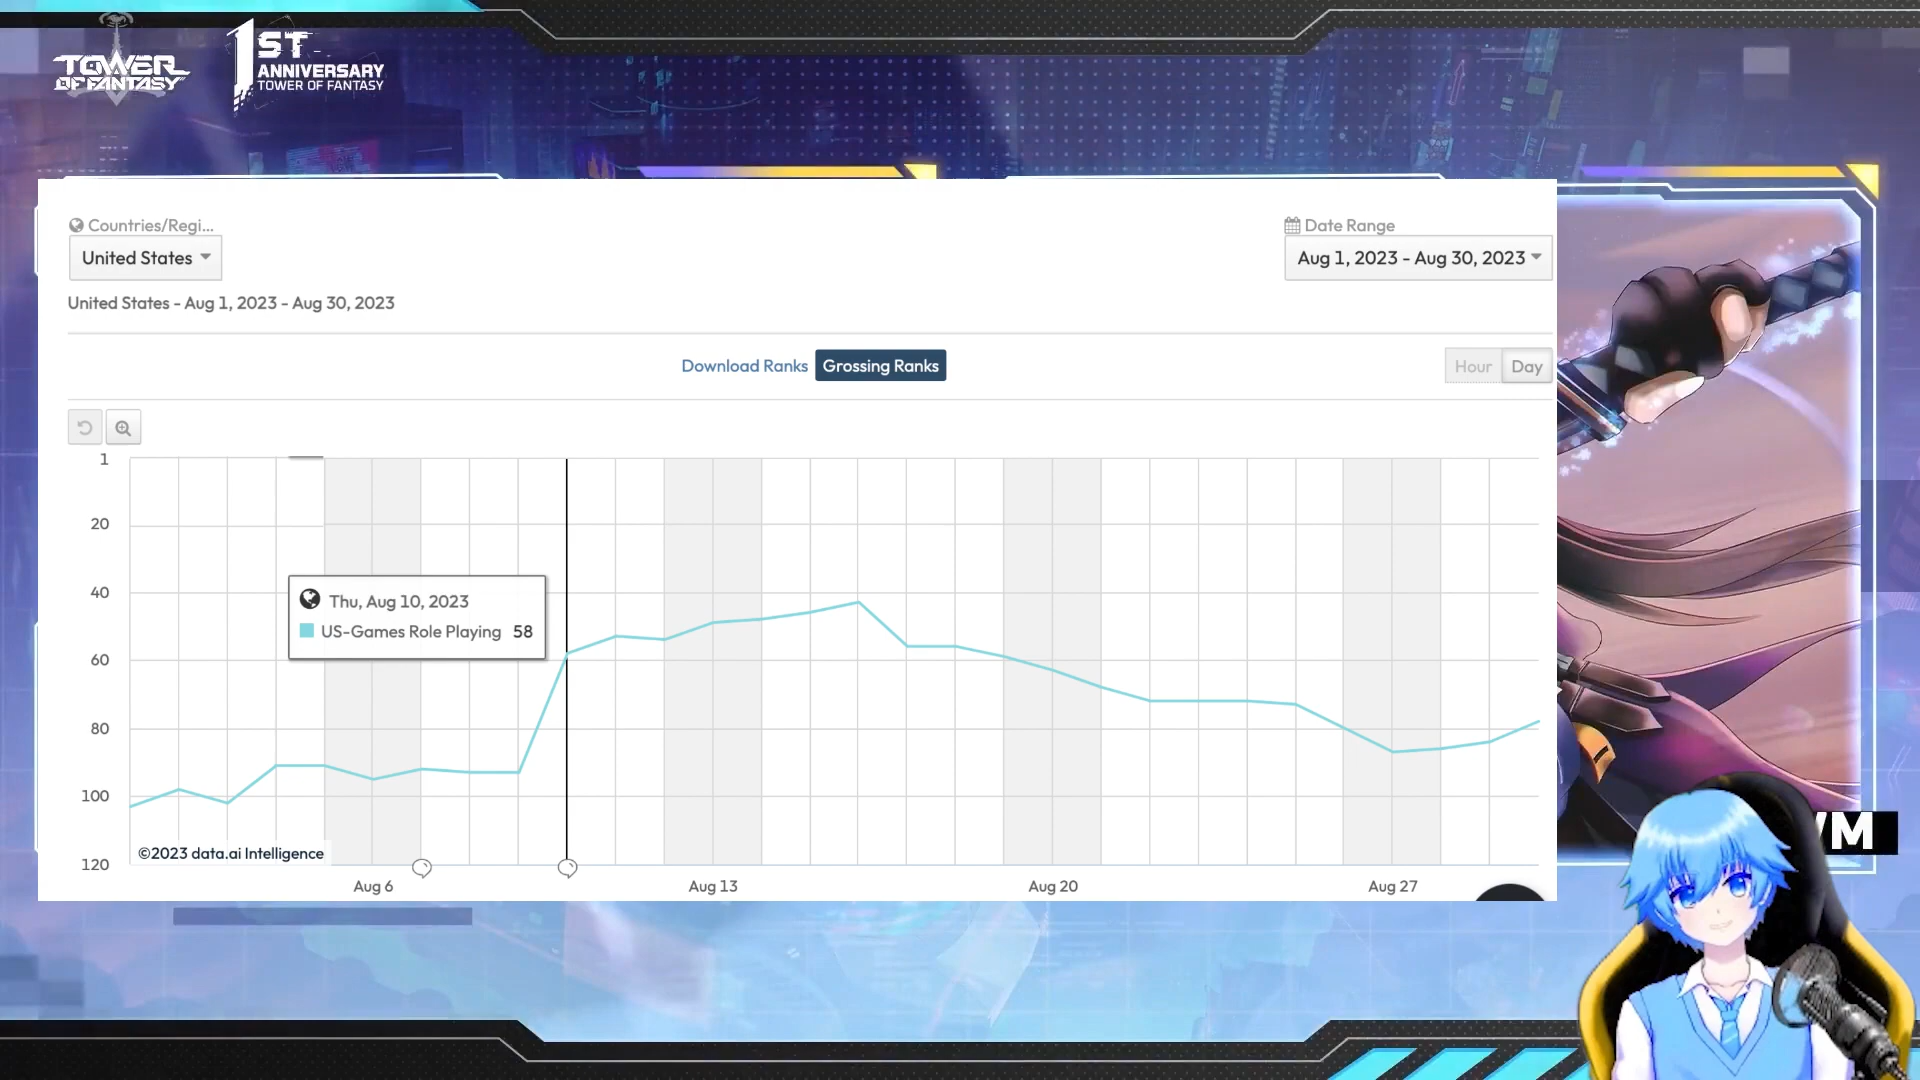 TOWER
OF FANTASY
1ST
ANNIVERSARY
TOWER OF FANTASY
Countries/Regi...
Date Range
United States
Aug 1, 2023 - Aug 30, 2023
United States - Aug 1, 2023 - Aug 30, 2023
Download Ranks
Grossing Ranks
Hour
Day
1
20
40
60
80
100
120
Thu, Aug 10, 2023
US-Games Role Playing 58
©2023 data.ai Intelligence
Aug 6
Aug 13
Aug 20
Aug 27